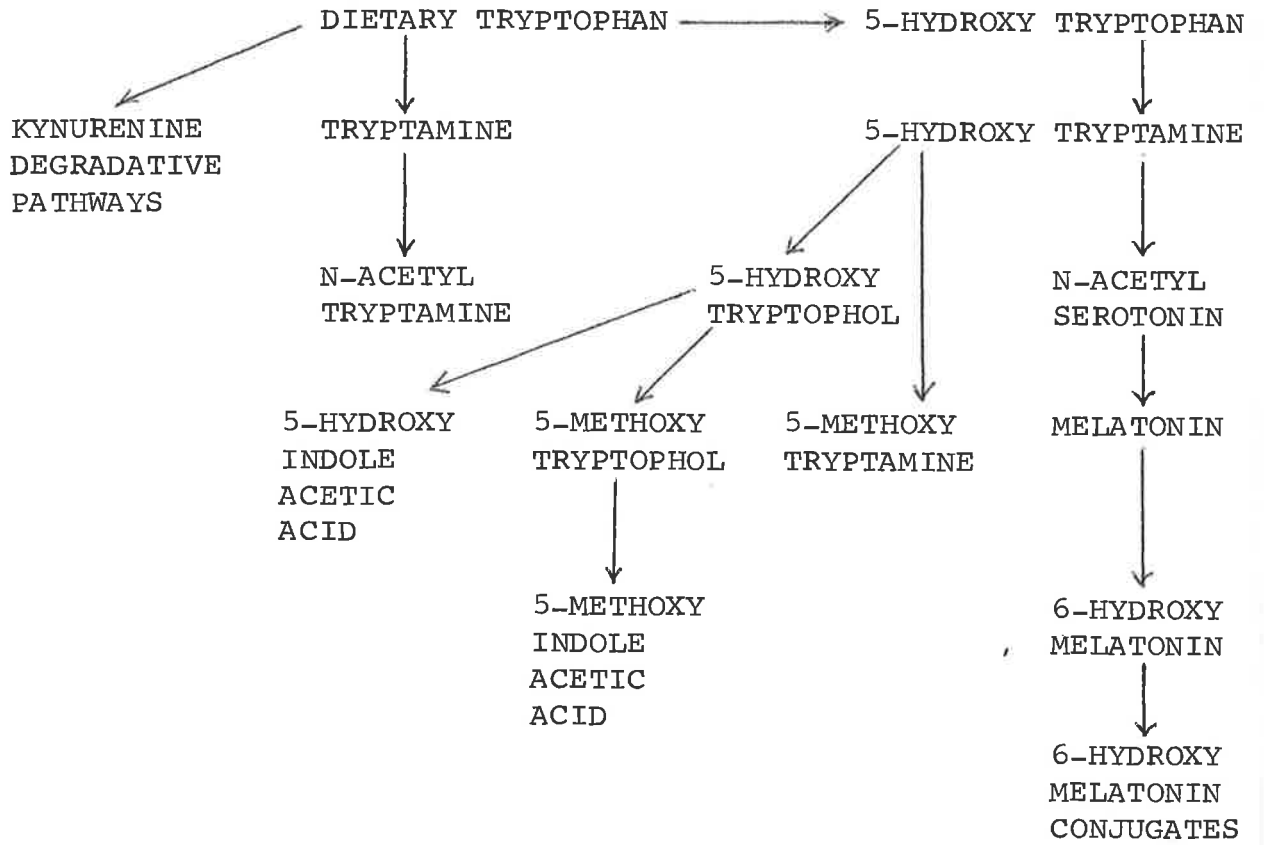 DIETARY TRYPTOPHAN
5-HYDROXY TRYPTOPHAN
KYNURENINE
DEGRADATIVE
PATHWAYS
TRYPTAMINE
5-HYDROXY TRYPTAMINE
N-ACETYL
TRYPTAMINE
5-HYDROXY
TRYPTOPHOL
N-ACETYL
SEROTONIN
5-HYDROXY
INDOLE
ACETIC
ACID
5-METHOXY
TRYPTOPHOL
5-METHOXY
TRYPTAMINE
MELATONIN
5-METHOXY
INDOLE
ACETIC
ACID
6-HYDROXY
MELATONIN
6-HYDROXY
MELATONIN
CONJUGATES